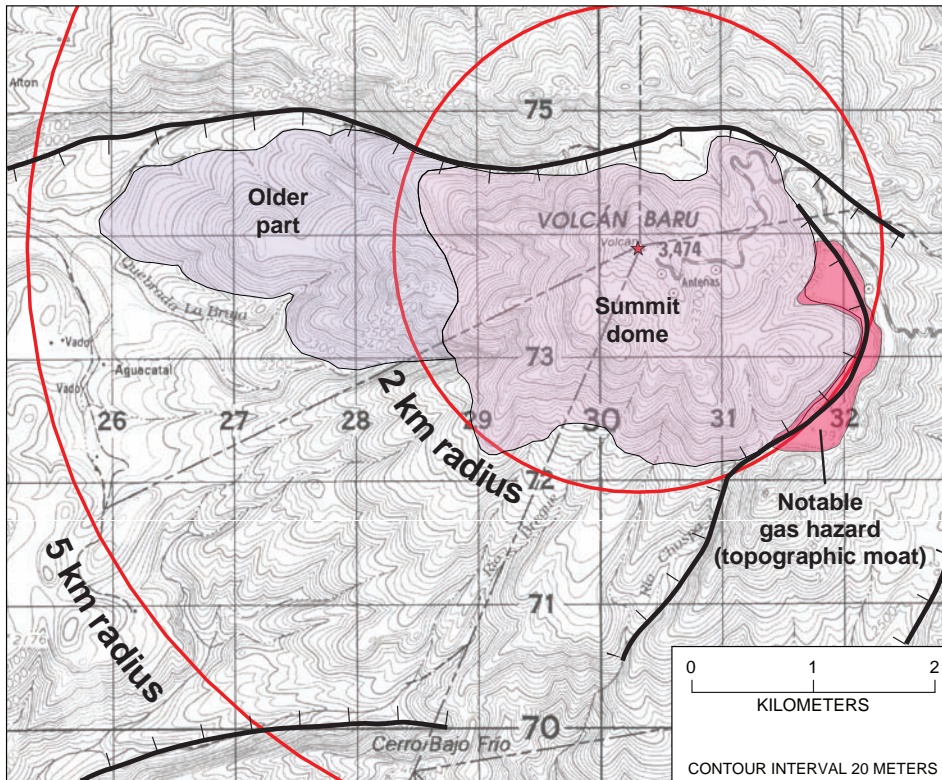 75
Alton
Older
part
VOLCÁN BARU
Volcan
3,474
Antenas
Quebrada La Bruja
Summit
dome
Vado
Aguacatal
Vado
73
26
27
28
29
30
31
32
2 km radius
72
Notable
gas hazard
(topographic moat)
5 km radius
71
2176
70
Cerro/Bajo Frio
0
1
2
KILOMETERS
CONTOUR INTERVAL 20 METERS